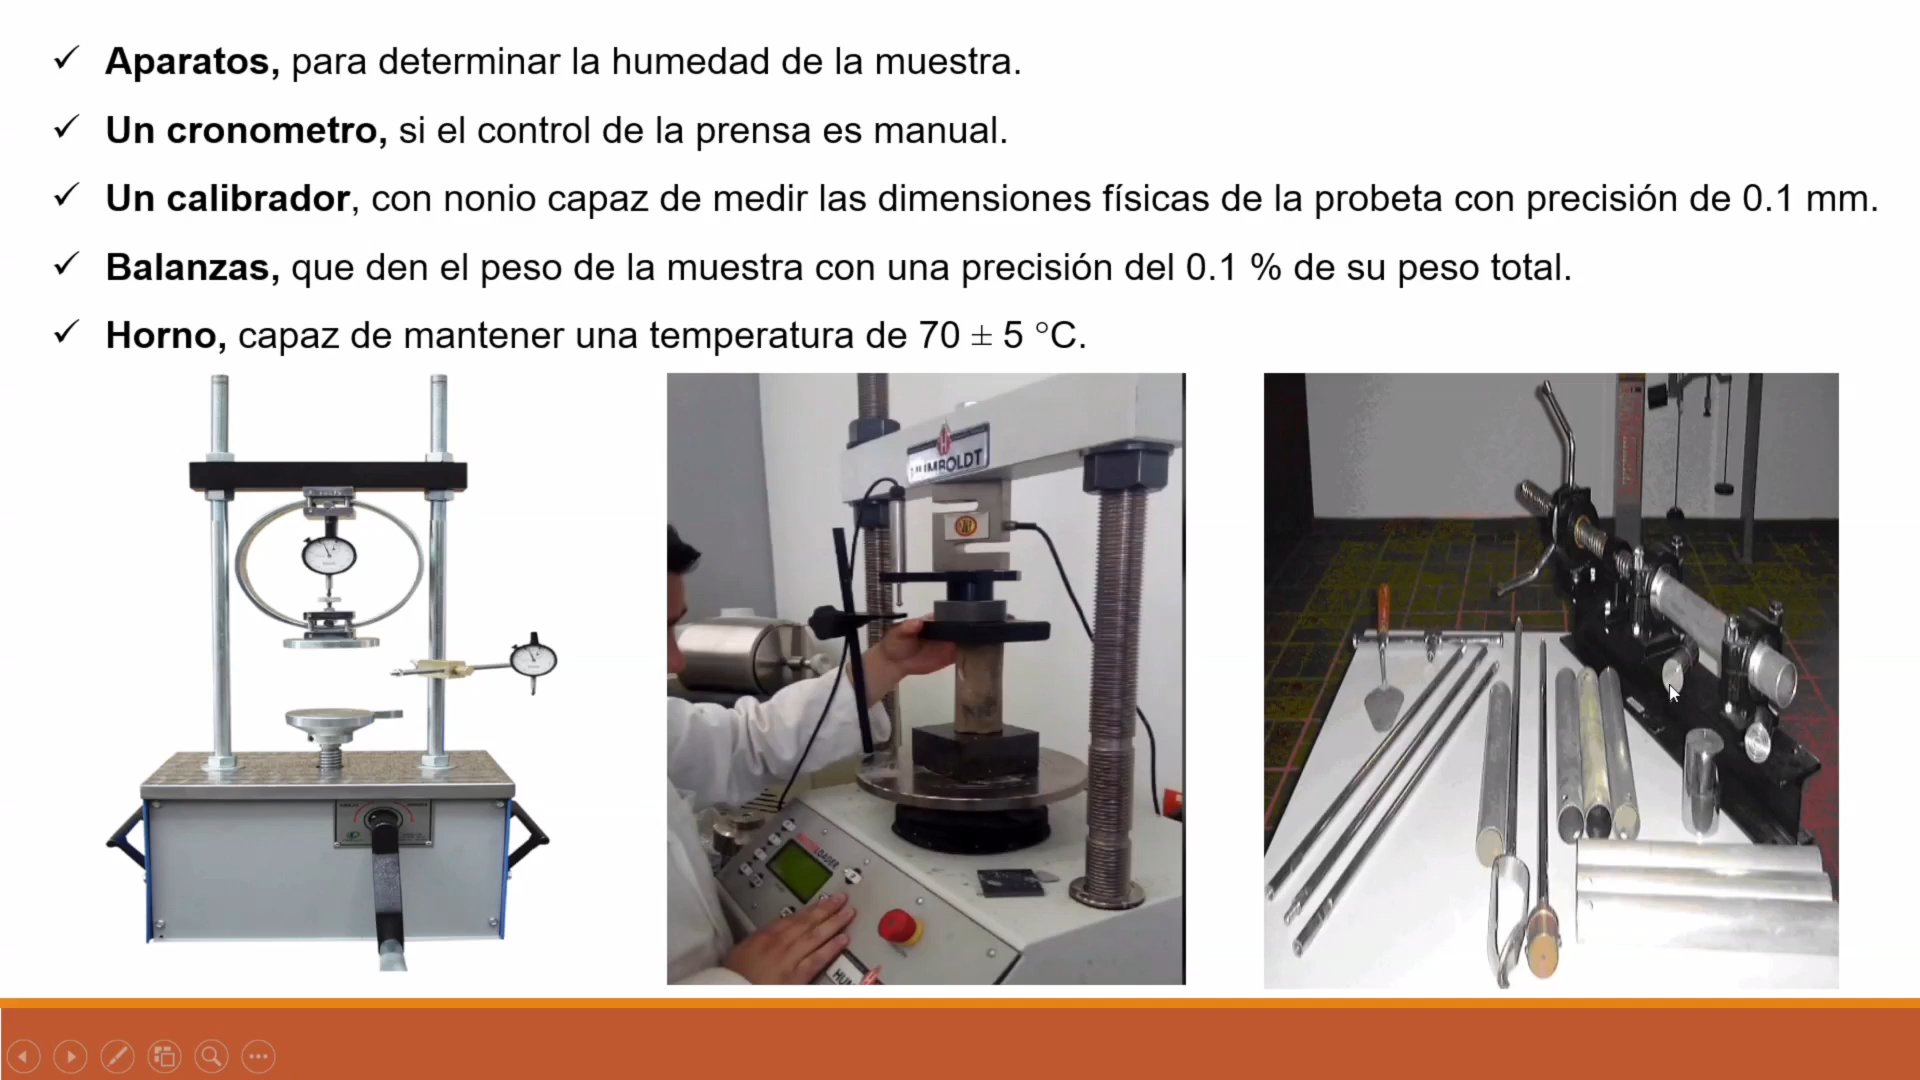 Aparatos, para determinar la humedad de la muestra.
Un cronometro, si el control de la prensa es manual.
Un calibrador, con nonio capaz de medir las dimensiones físicas de la probeta con precisión de 0.1 mm.
Balanzas, que den el peso de la muestra con una precisión del 0.1 % de su peso total.
Horno, capaz de mantener una temperatura de 70 ± 5 °C.
HUMBOLDT